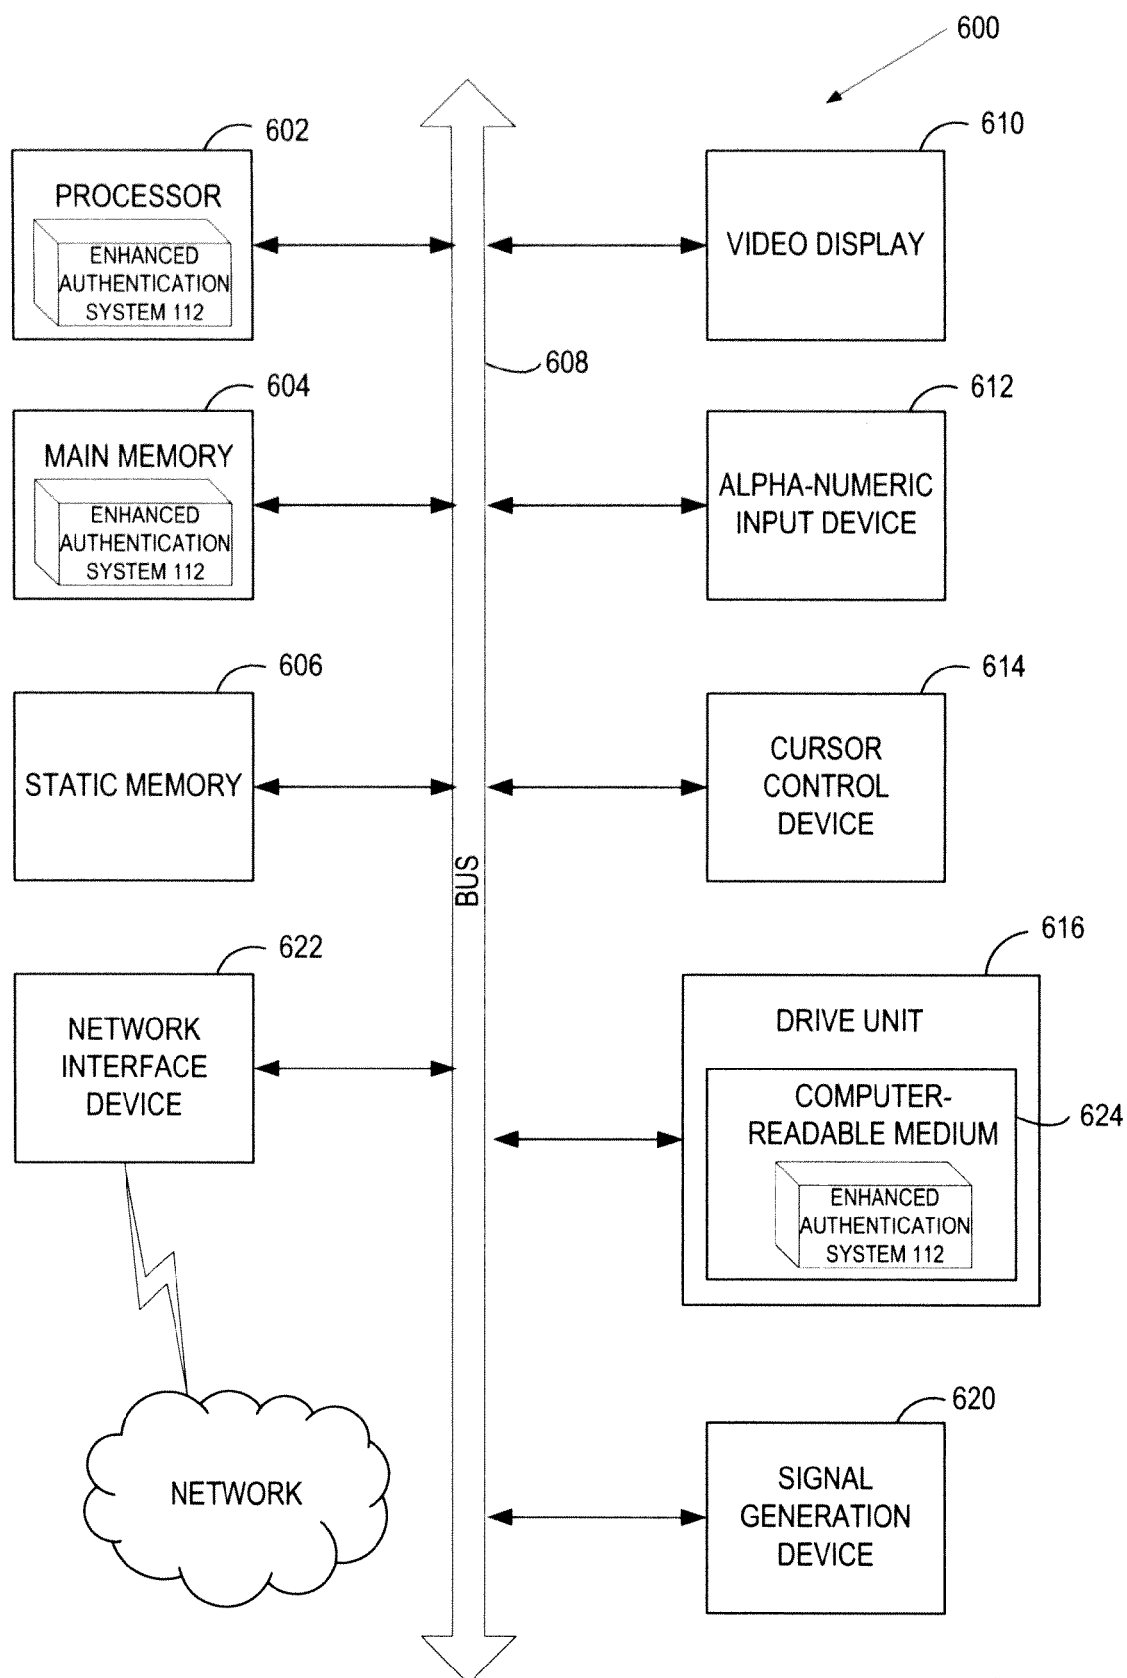 600
602
PROCESSOR
ENHANCED
AUTHENTICATION
SYSTEM 112
610
VIDEO DISPLAY
608
604
MAIN MEMORY
ENHANCED
AUTHENTICATION
SYSTEM 112
612
ALPHA-NUMERIC
INPUT DEVICE
606
STATIC MEMORY
614
CURSOR
CONTROL
DEVICE
BUS
622
NETWORK
INTERFACE
DEVICE
616
DRIVE UNIT
COMPUTER-
READABLE MEDIUM
624
ENHANCED
AUTHENTICATION
SYSTEM 112
NETWORK
620
SIGNAL
GENERATION
DEVICE